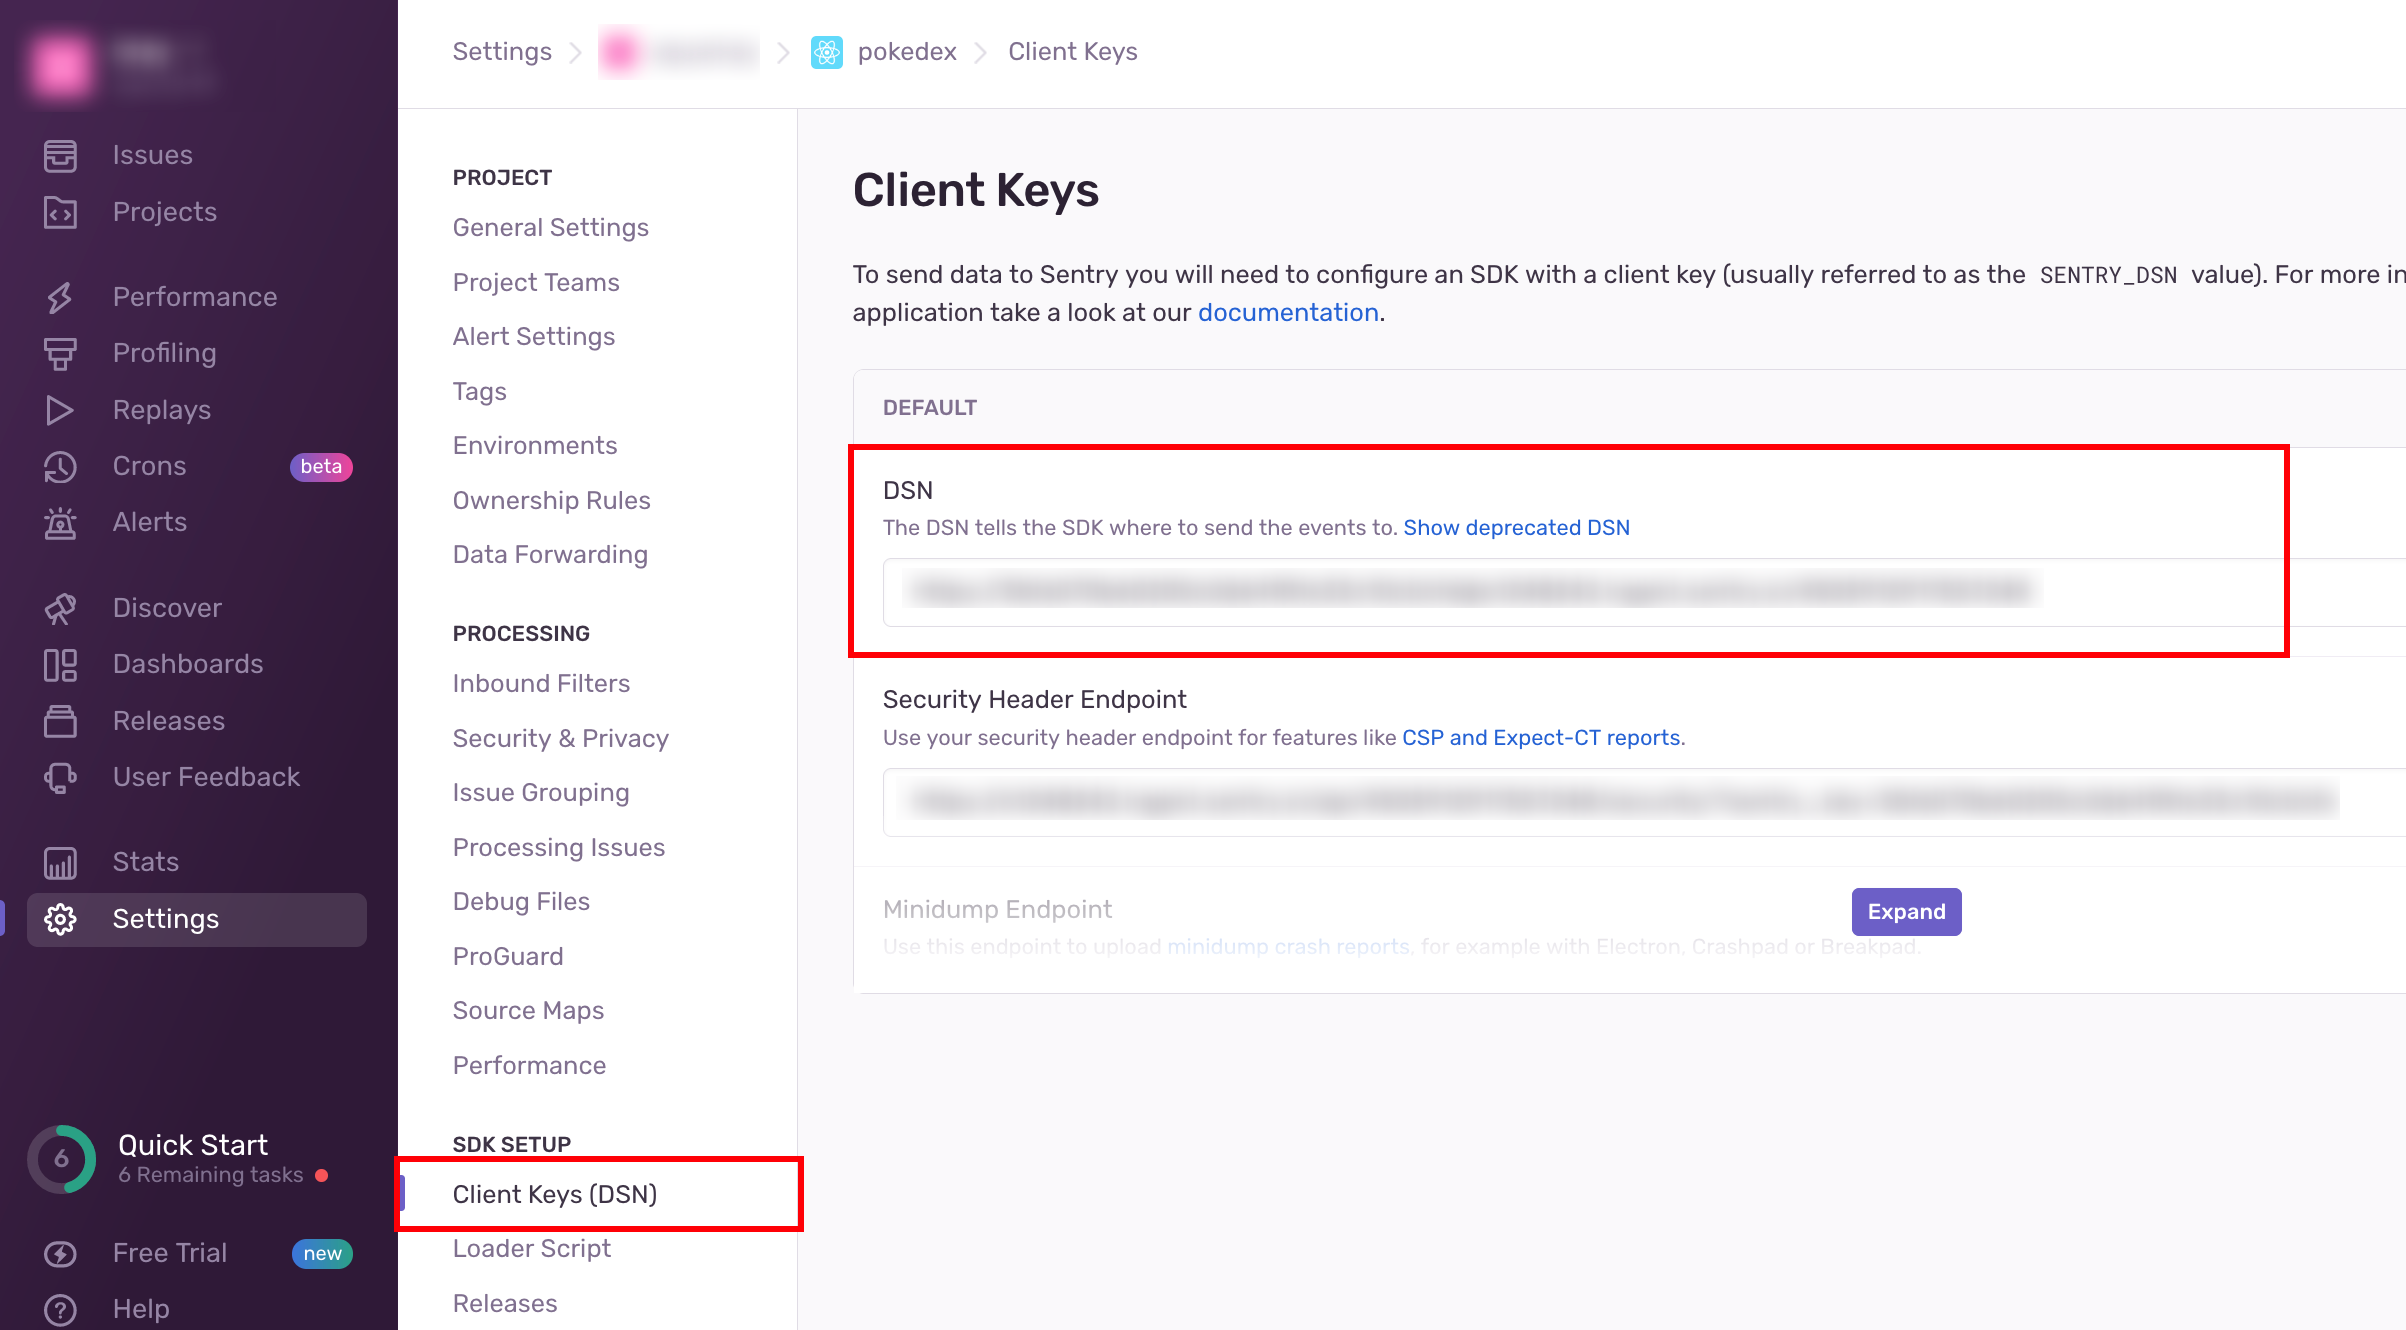 Issues
Projects
Performance
Profiling
Replays
Crons beta
Alerts
Discover
Dashboards
Releases
User Feedback
Stats
Settings
6 Quick Start
6 Remaining tasks
Free Trial new
Help
Settings
pokedex
Client Keys
PROJECT
General Settings
Project Teams
Alert Settings
Tags
Environments
Ownership Rules
Data Forwarding
PROCESSING
Inbound Filters
Security & Privacy
Issue Grouping
Processing Issues
Debug Files
ProGuard
Source Maps
Performance
SDK SETUP
Client Keys (DSN)
Loader Script
Releases
Client Keys
To send data to Sentry you will need to configure an SDK with a client key (usually referred to as the SENTRY_DSN value). For more in
application take a look at our documentation.
DEFAULT
DSN
The DSN tells the SDK where to send the events to. Show deprecated DSN
Security Header Endpoint
Use your security header endpoint for features like CSP and Expect-CT reports.
Minidump Endpoint
Use this endpoint to upload minidump crash reports, for example with Electron, Crashpad or Breakpad.
Expand